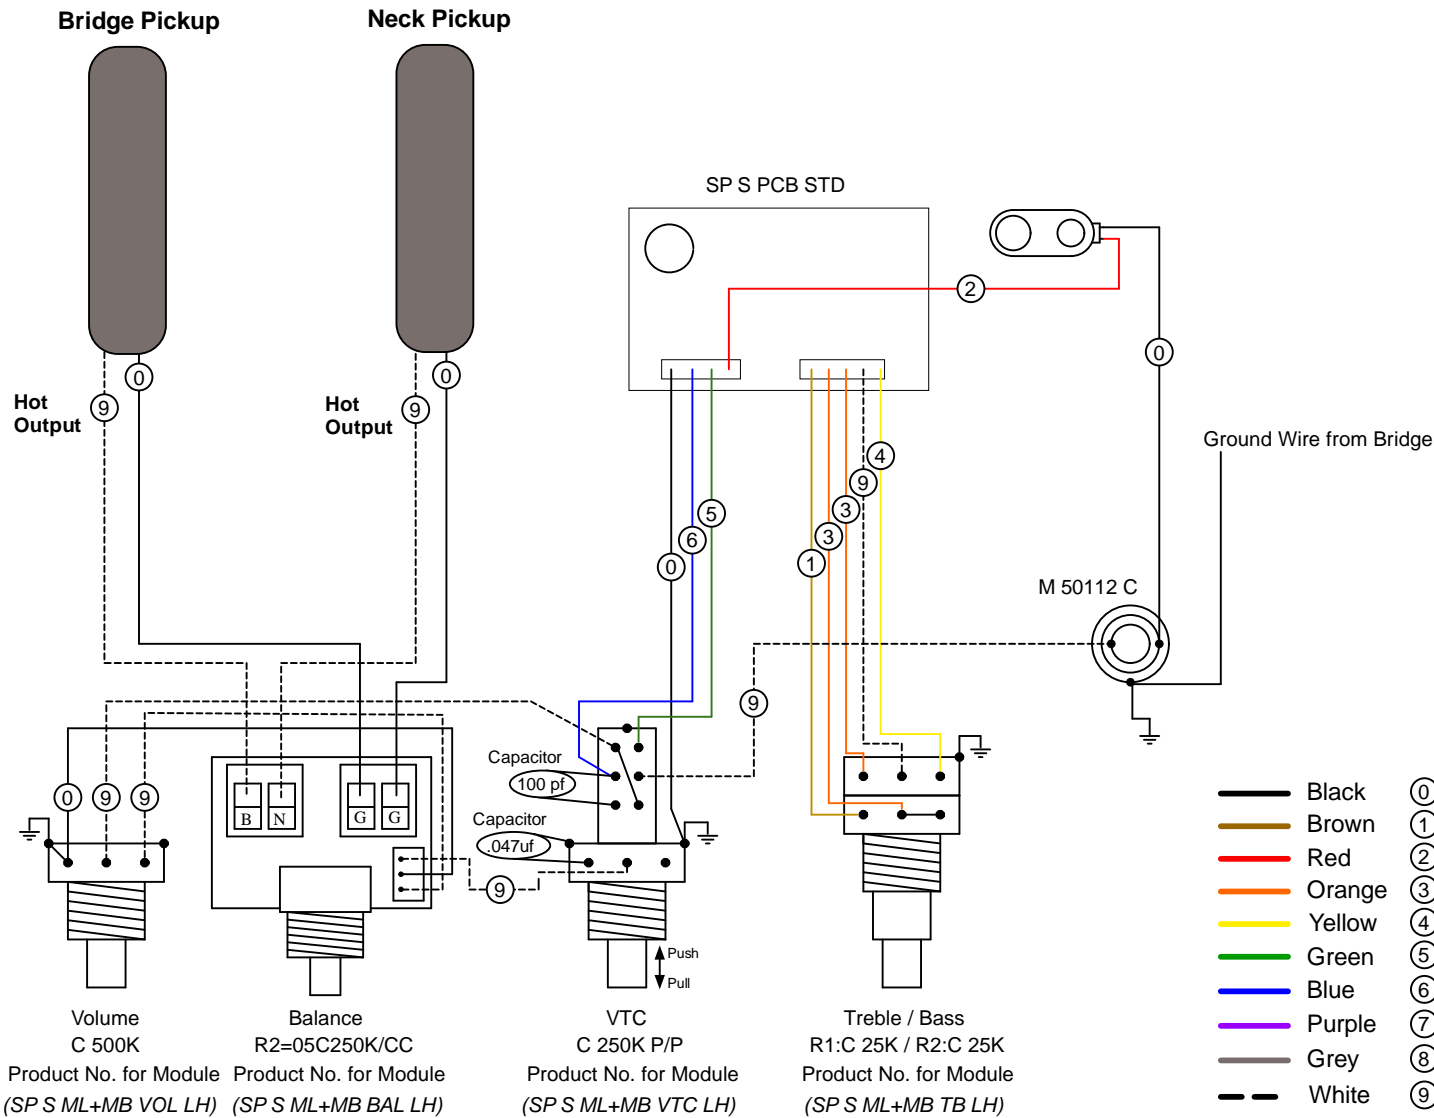 Bridge Pickup
Neck Pickup
SP S PCB STD
2
0
0
0
Hot
Output
9
Hot
Output
9
Ground Wire from Bridge
4
9
5
3
6
3
0
1
M 50112 C
9
Capacitor
100 pf
Capacitor
.047uf
0
9
9
B
N
G
G
9
Push
Pull
Volume
C 500K
Product No. for Module
(SP S ML+MB VOL LH)
Balance
R2=05C250K/CC
Product No. for Module
(SP S ML+MB BAL LH)
VTC
C 250K P/P
Product No. for Module
(SP S ML+MB VTC LH)
Treble / Bass
R1:C 25K / R2:C 25K
Product No. for Module
(SP S ML+MB TB LH)
Black 0
Brown 1
Red 2
Orange 3
Yellow 4
Green 5
Blue 6
Purple 7
Grey 8
White 9